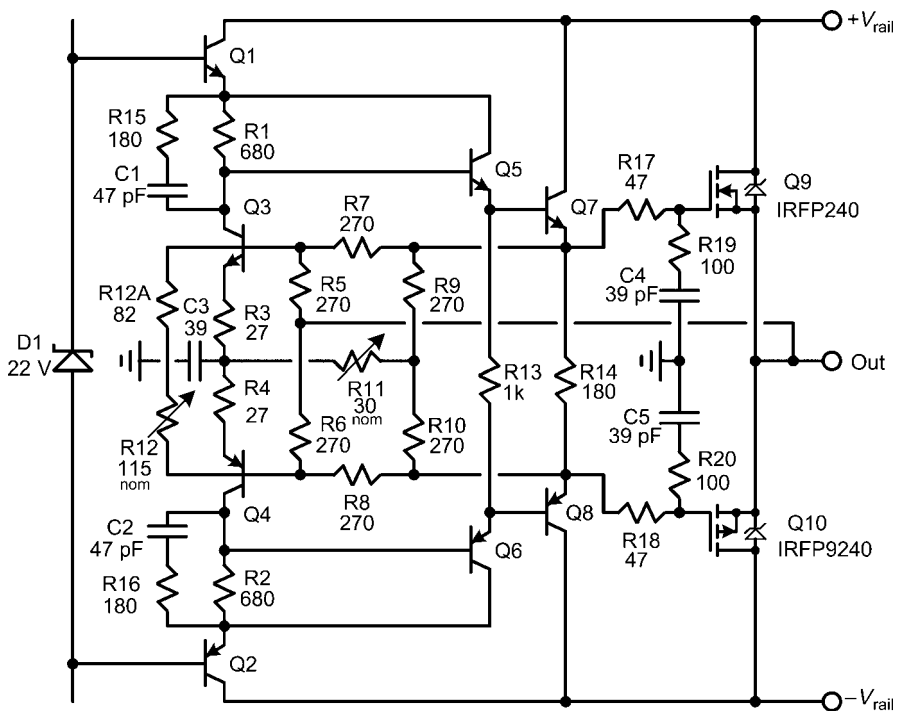 +Vrail
Q1
R15
180
R1
680
C1
47 pF
Q5
R17
47
Q9
IRFP240
Q3
R7
270
Q7
R19
100
R12A
82
C3
39
R3
27
R5
270
R9
270
C4
39 pF
D1
22 V
R11
30
nom
R13
1k
R14
180
Out
R4
27
R12
115
nom
R6
270
R10
270
C5
39 pF
R20
100
Q4
R8
270
Q8
C2
47 pF
Q6
R18
47
Q10
IRFP9240
R16
180
R2
680
Q2
−Vrail